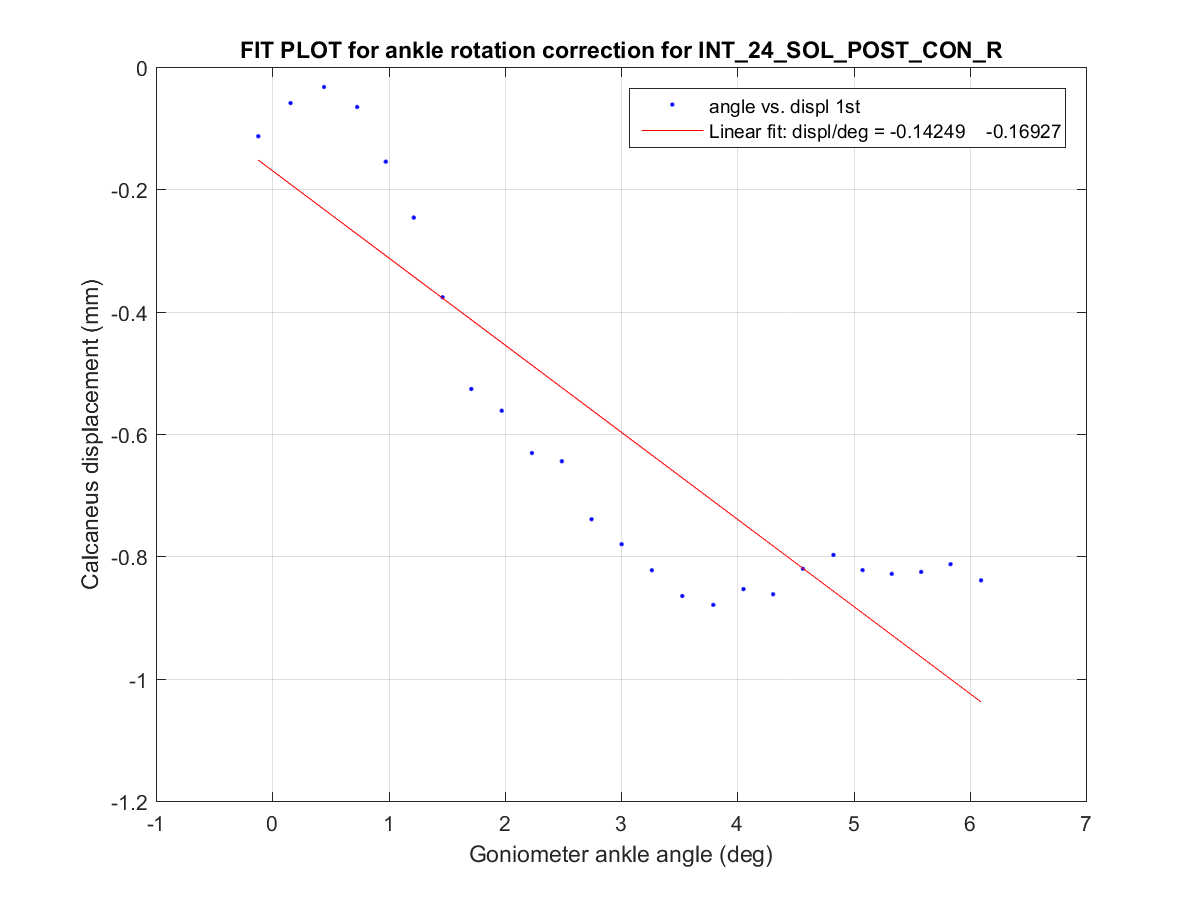 FIT PLOT for ankle rotation correction for INT_24_SOL_POST_CON_R
angle vs. displ 1st
Linear fit: displ/deg = -0.14249    -0.16927
0
-0.2
-0.4
-0.6
-0.8
-1
-1.2
Calcaneus displacement (mm)
-1 0 1 2 3 4 5 6 7
Goniometer ankle angle (deg)